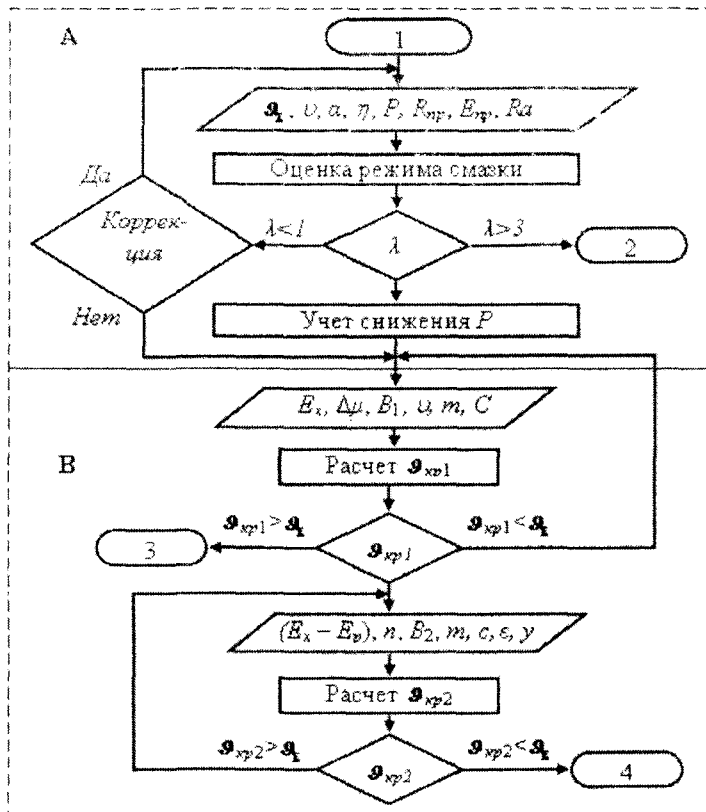 A
1
𝝑_к, υ, α, η, P, R_пр, E_пр, Ra
Оценка режима смазки
Да
Коррек-
ция
λ<1
λ
λ>3
2
Нет
Учет снижения P
E_x, Δμ, B_1, υ, m, C
B
Расчет 𝝑_кр1
𝝑_кр1>𝝑_к
𝝑_кр1<𝝑_к
3
𝝑_кр1
(E_x – E_p), n, B_2, m, c, ε, y
Расчет 𝝑_кр2
𝝑_кр2>𝝑_к
𝝑_кр2<𝝑_к
𝝑_кр2
4